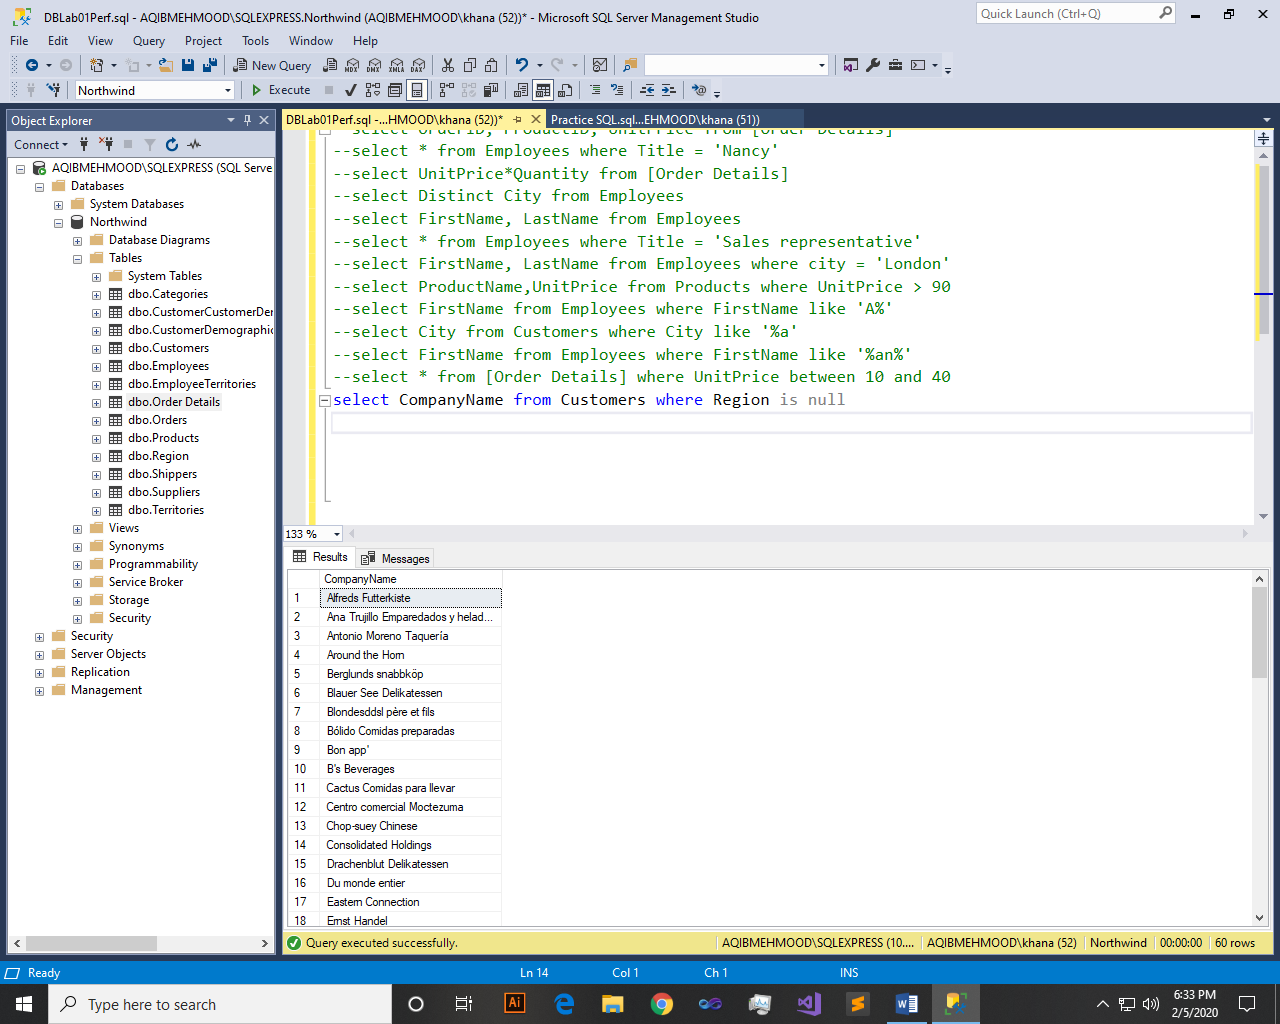 DBLab01Perf.sql - AQIBMEHMOOD\SQLEXPRESS.Northwind (AQIBMEHMOOD\khana (52))* - Microsoft SQL Server Management Studio
Quick Launch (Ctrl+Q)
File Edit View Query Project Tools Window Help
New Query MDX DMX XMLA DAX
Northwind Execute
Object Explorer
DBLab01Perf.sql -...HMOOD\khana (52))* Practice SQL.sql...EHMOOD\khana (51))
Connect
AQIBMEHMOOD\SQLEXPRESS (SQL Serve
Databases
System Databases
Northwind
Database Diagrams
Tables
System Tables
dbo.Categories
dbo.CustomerCustomerDer
dbo.CustomerDemographic
dbo.Customers
dbo.Employees
dbo.EmployeeTerritories
dbo.Order Details
dbo.Orders
dbo.Products
dbo.Region
dbo.Shippers
dbo.Suppliers
dbo.Territories
Views
Synonyms
Programmability
Service Broker
Storage
Security
Security
Server Objects
Replication
Management
--select OrderID, ProductID, UnitPrice from [Order Details]
--select * from Employees where Title = 'Nancy'
--select UnitPrice*Quantity from [Order Details]
--select Distinct City from Employees
--select FirstName, LastName from Employees
--select * from Employees where Title = 'Sales representative'
--select FirstName, LastName from Employees where city = 'London'
--select ProductName,UnitPrice from Products where UnitPrice > 90
--select FirstName from Employees where FirstName like 'A%'
--select City from Customers where City like '%a'
--select FirstName from Employees where FirstName like '%an%'
--select * from [Order Details] where UnitPrice between 10 and 40
select CompanyName from Customers where Region is null
133 %
Results Messages
CompanyName
1 Alfreds Futterkiste
2 Ana Trujillo Emparedados y helad...
3 Antonio Moreno Taquería
4 Around the Horn
5 Berglunds snabbköp
6 Blauer See Delikatessen
7 Blondesddsl père et fils
8 Bólido Comidas preparadas
9 Bon app'
10 B's Beverages
11 Cactus Comidas para llevar
12 Centro comercial Moctezuma
13 Chop-suey Chinese
14 Consolidated Holdings
15 Drachenblut Delikatessen
16 Du monde entier
17 Eastern Connection
18 Ernst Handel
Query executed successfully. AQIBMEHMOOD\SQLEXPRESS (10.... AQIBMEHMOOD\khana (52) Northwind 00:00:00 60 rows
Ready Ln 14 Col 1 Ch 1 INS
Type here to search
Ai
6:33 PM
2/5/2020